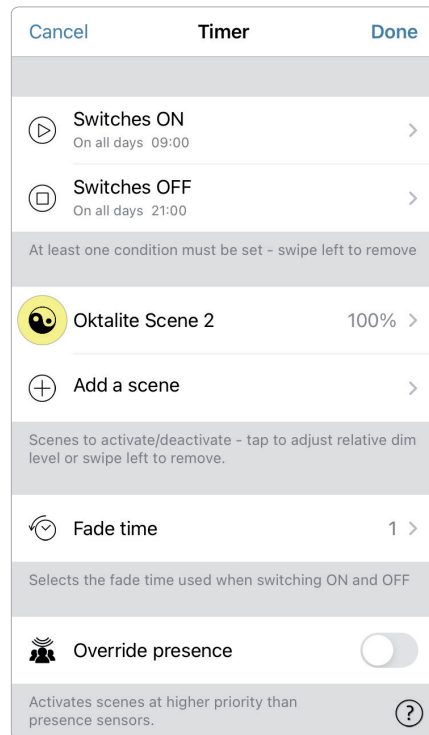 Cancel Timer Done
Switches ON
On all days 09:00
Switches OFF
On all days 21:00
At least one condition must be set - swipe left to remove
Oktalite Scene 2 100%
Add a scene
Scenes to activate/deactivate - tap to adjust relative dim
level or swipe left to remove.
Fade time 1
Selects the fade time used when switching ON and OFF
Override presence
Activates scenes at higher priority than
presence sensors.
?